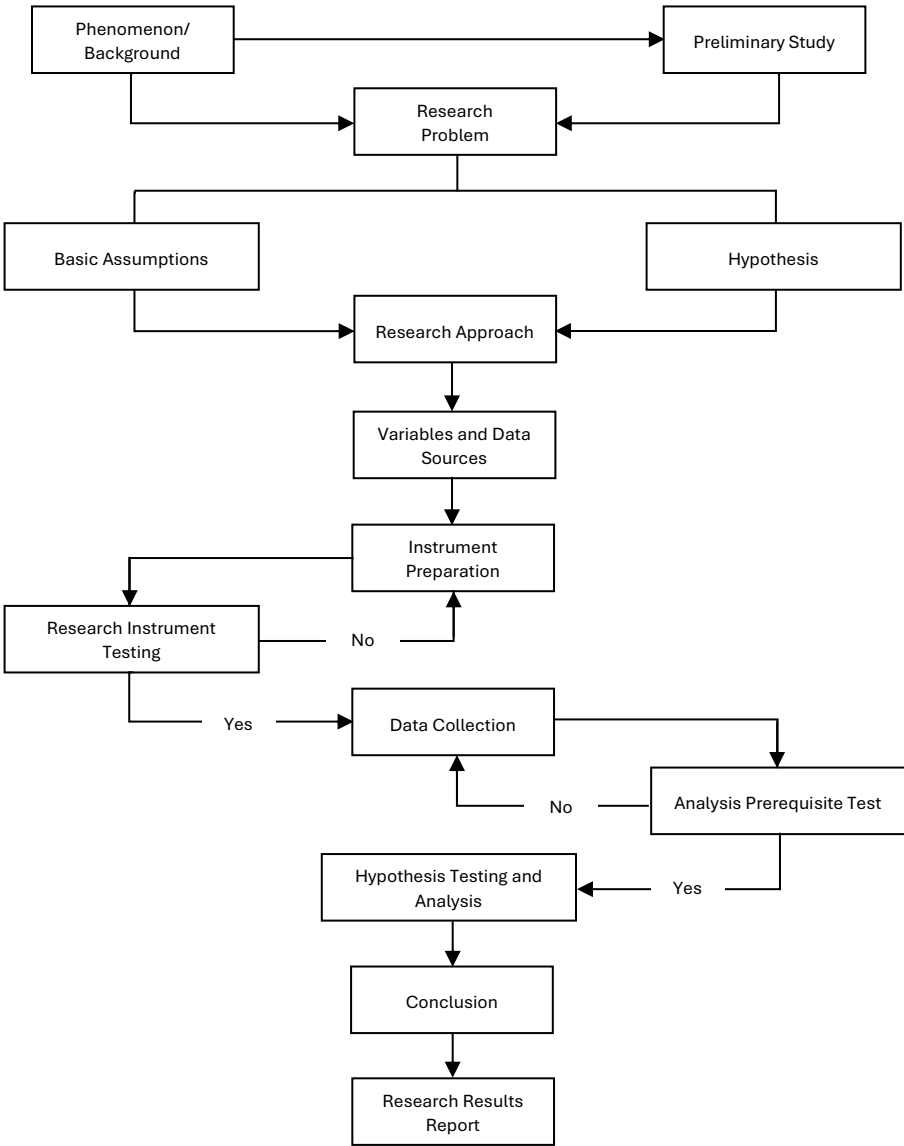 Phenomenon/
Background
Preliminary Study
Research
Problem
Basic Assumptions
Hypothesis
Research Approach
Variables and Data
Sources
Instrument
Preparation
Research Instrument
Testing
No
Yes
Data Collection
Analysis Prerequisite Test
No
Yes
Hypothesis Testing and
Analysis
Conclusion
Research Results
Report